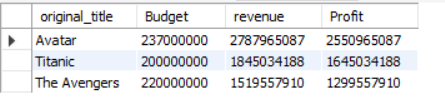 original_title Budget revenue Profit
Avatar 237000000 2787965087 2550965087
Titanic 200000000 1845034188 1645034188
The Avengers 220000000 1519557910 1299557910